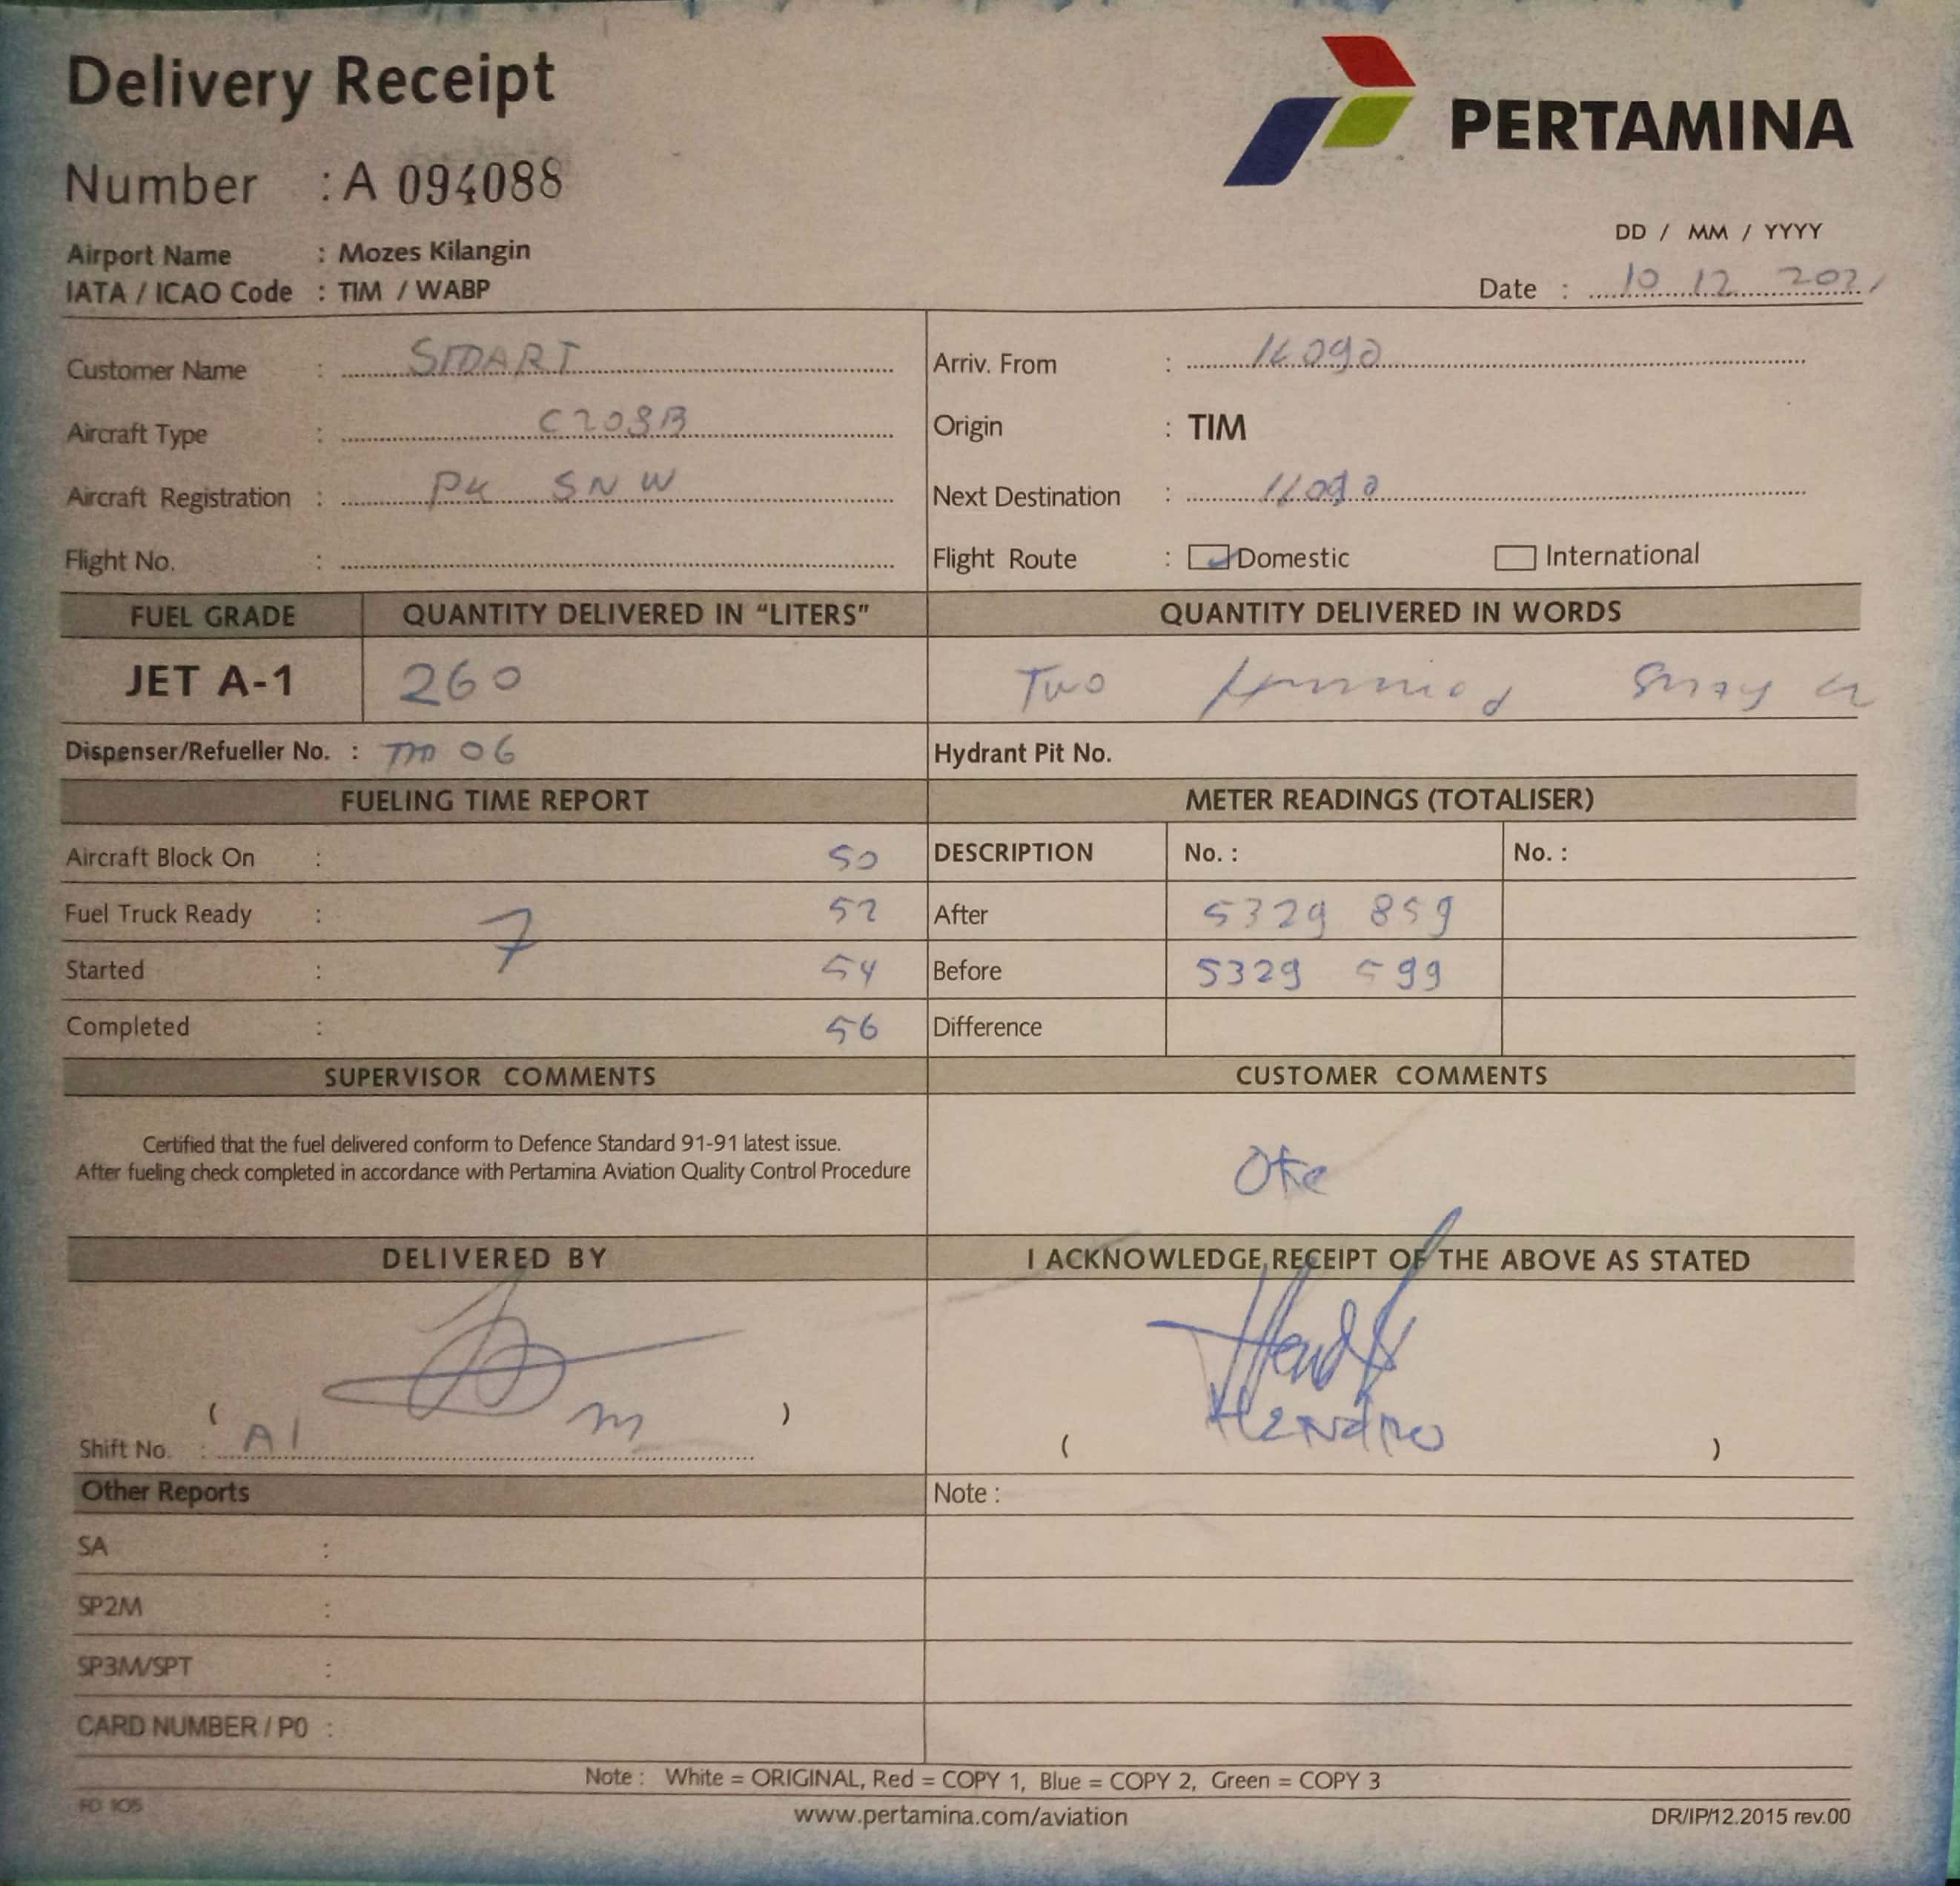 Delivery Receipt
PERTAMINA
Number : A 094088
DD / MM / YYYY
Airport Name : Mozes Kilangin
IATA / ICAO Code : TIM / WABP
Date : 10 12 2021
Customer Name : SMART
Arriv. From :
Aircraft Type : C208B
Origin : TIM
Aircraft Registration : PK SNW
Next Destination :
Flight No. :
Flight Route : Domestic International
FUEL GRADE QUANTITY DELIVERED IN “LITERS” QUANTITY DELIVERED IN WORDS
JET A-1 260 Two
Dispenser/Refueller No. : 06
Hydrant Pit No.
FUELING TIME REPORT METER READINGS (TOTALISER)
Aircraft Block On : 50
DESCRIPTION No. : No. :
Fuel Truck Ready : 52
7
After 5329 859
Started : 54
Before 5329 599
Completed : 56
Difference
SUPERVISOR COMMENTS CUSTOMER COMMENTS
Certified that the fuel delivered conform to Defence Standard 91-91 latest issue.
After fueling check completed in accordance with Pertamina Aviation Quality Control Procedure
Oke
DELIVERED BY I ACKNOWLEDGE RECEIPT OF THE ABOVE AS STATED
( )
Shift No. : A1
( Hendro )
Other Reports
Note :
SA :
SP2M :
SP3M/SPT :
CARD NUMBER / P0 :
Note : White = ORIGINAL, Red = COPY 1, Blue = COPY 2, Green = COPY 3
FD 105
www.pertamina.com/aviation
DR/IP/12.2015 rev.00